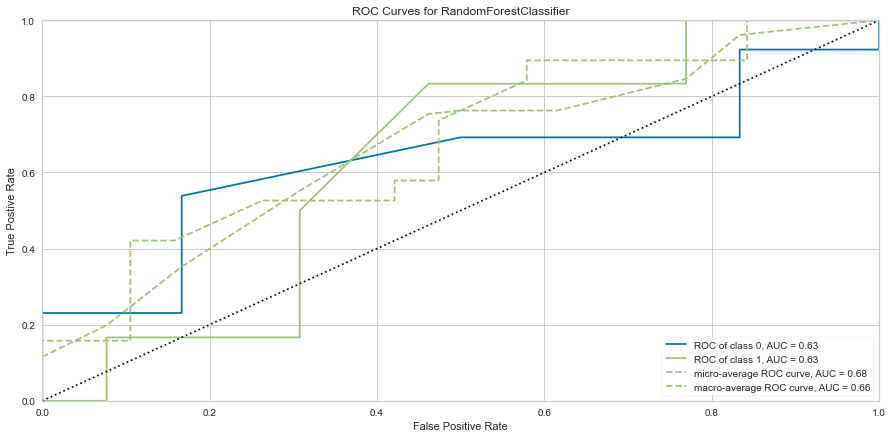 ROC Curves for RandomForestClassifier
1.0
0.8
0.6
0.4
0.2
0.0
True Postive Rate
0.0 0.2 0.4 0.6 0.8 1.0
False Positive Rate
ROC of class 0, AUC = 0.63
ROC of class 1, AUC = 0.63
micro-average ROC curve, AUC = 0.68
macro-average ROC curve, AUC = 0.66